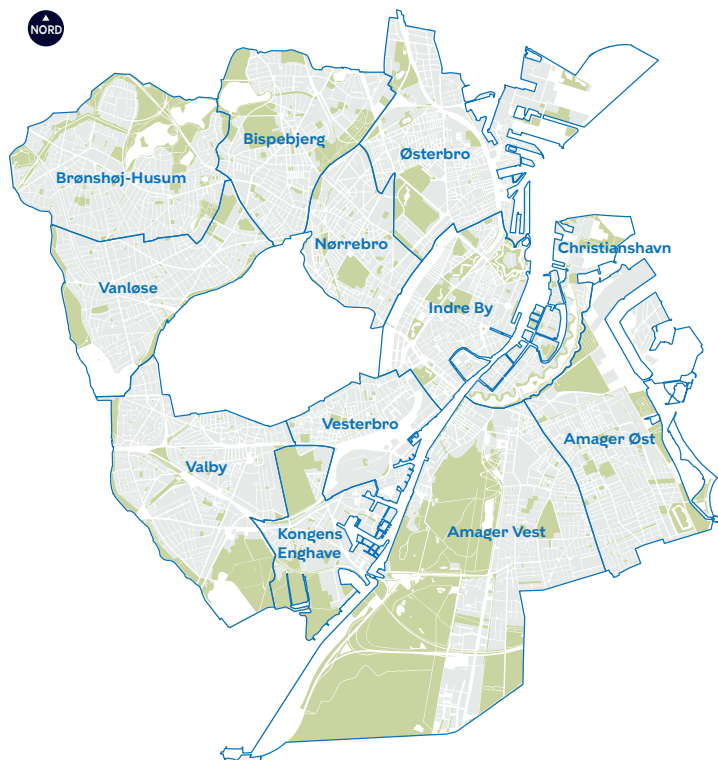 NORD
Bispebjerg
Østerbro
Brønshøj-Husum
Nørrebro
Christianshavn
Vanløse
Indre By
Vesterbro
Amager Øst
Valby
Kongens
Enghave
Amager Vest